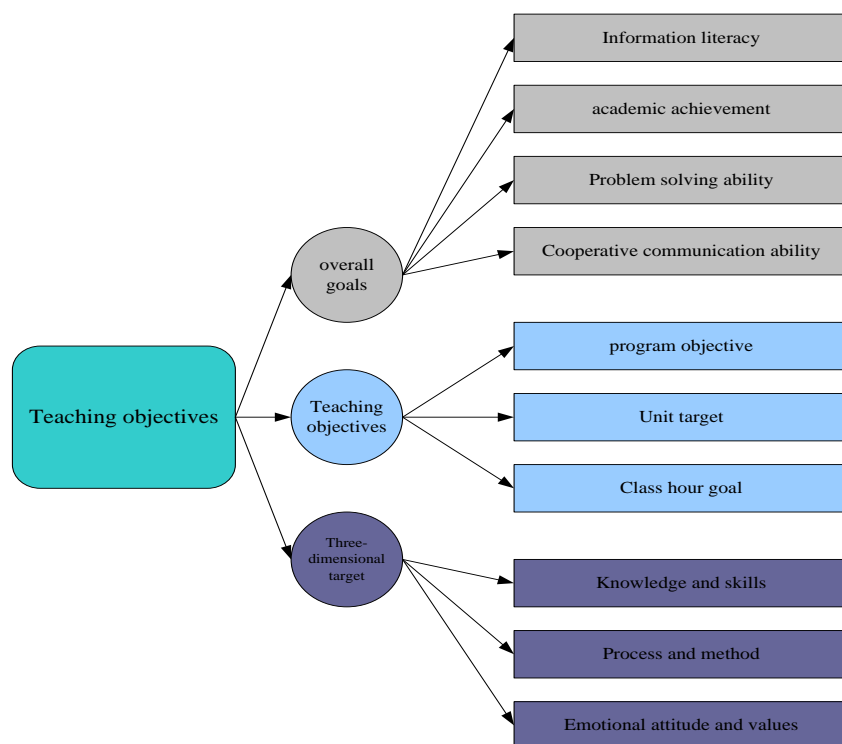 Information literacy
academic achievement
Problem solving ability
Cooperative communication ability
overall
goals
program objective
Teaching objectives
Teaching
objectives
Unit target
Class hour goal
Three-
dimensional
target
Knowledge and skills
Process and method
Emotional attitude and values